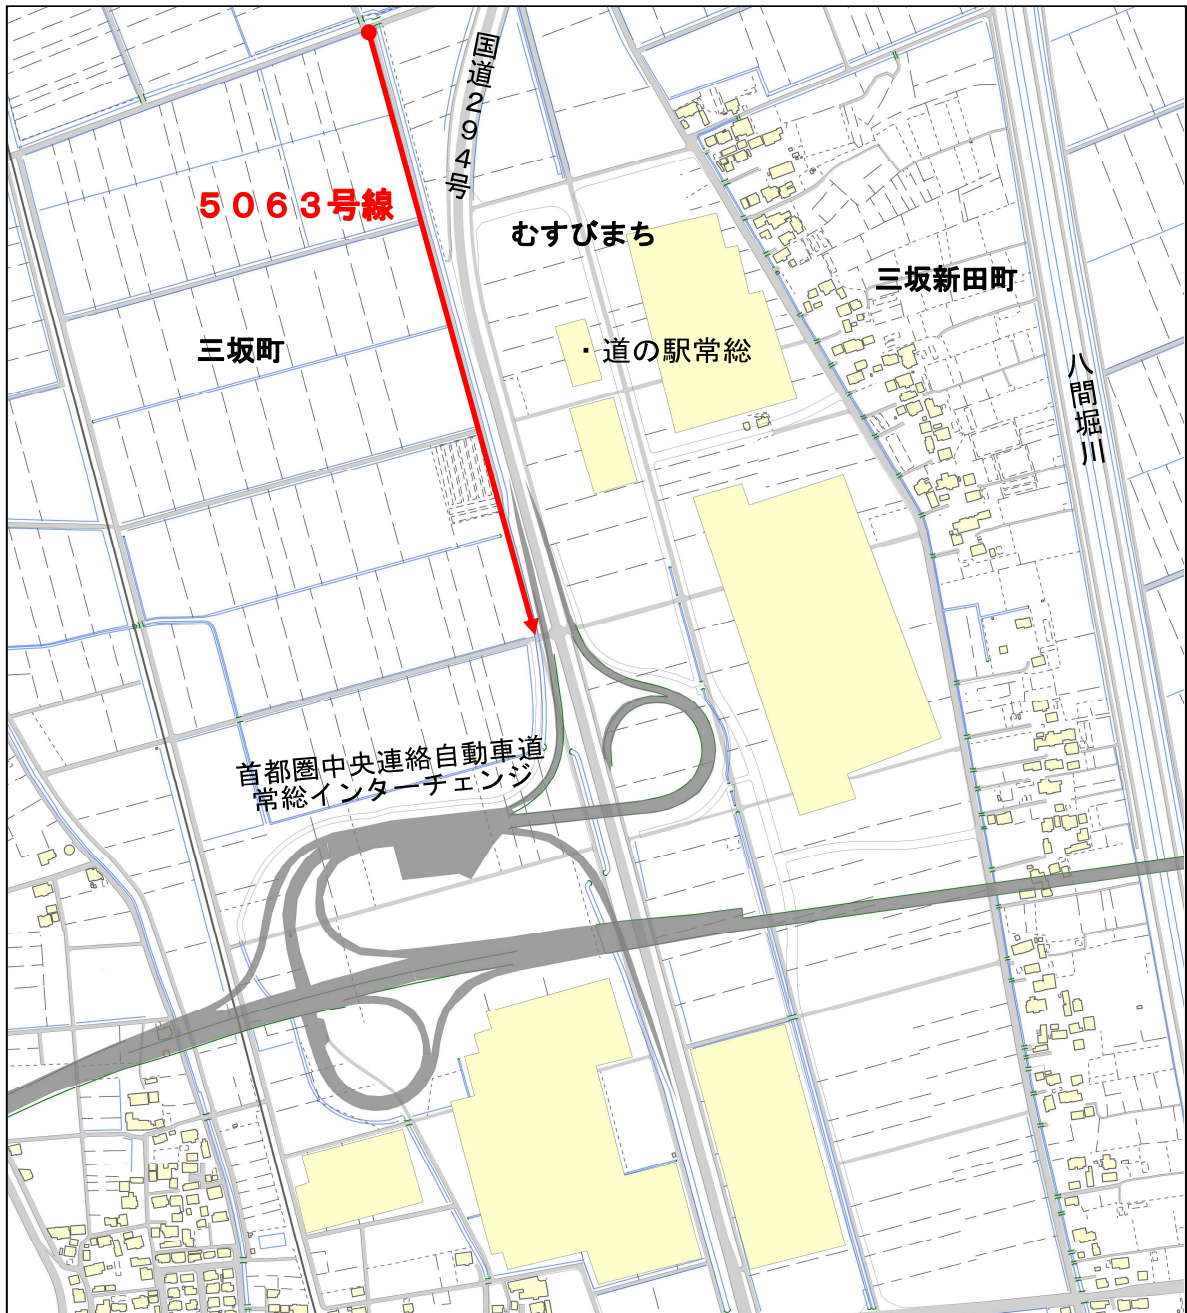 国道２９４号
５０６３号線
むすびまち
三坂新田町
三坂町
・道の駅常総
八間堀川
首都圏中央連絡自動車道
常総インターチェンジ